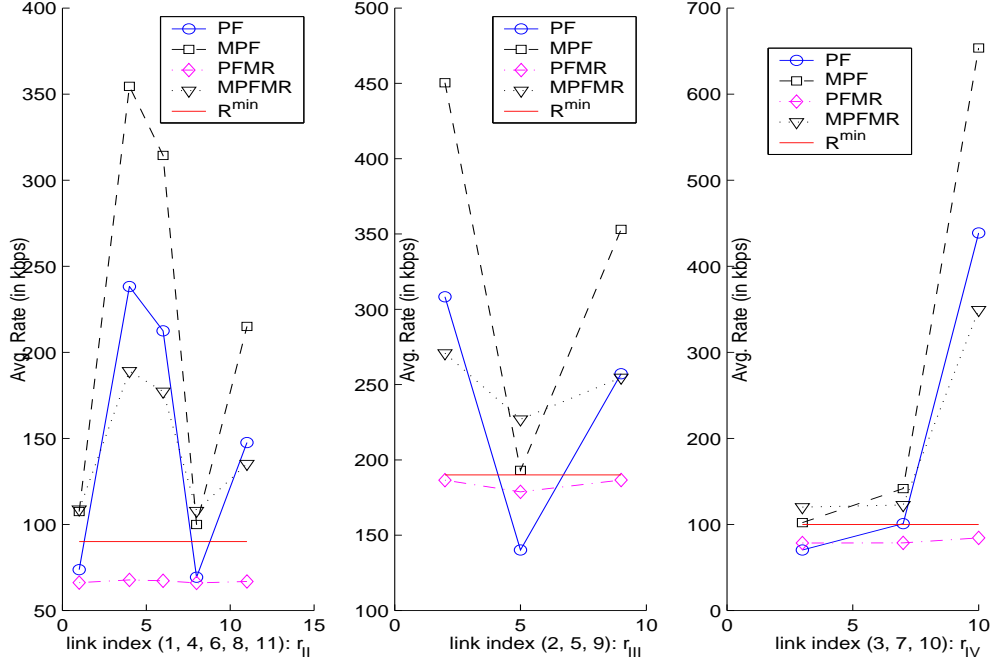 400
350
300
250
200
150
100
50
0
5
10
15
Avg. Rate (in kbps)
link index (1, 4, 6, 8, 11): r_II
PF
MPF
PFMR
MPFMR
R^min
500
450
400
350
300
250
200
150
100
0
5
10
Avg. Rate (in kbps)
link index (2, 5, 9): r_III
PF
MPF
PFMR
MPFMR
R^min
700
600
500
400
300
200
100
0
0
5
10
Avg. Rate (in kbps)
link index (3, 7, 10): r_IV
PF
MPF
PFMR
MPFMR
R^min